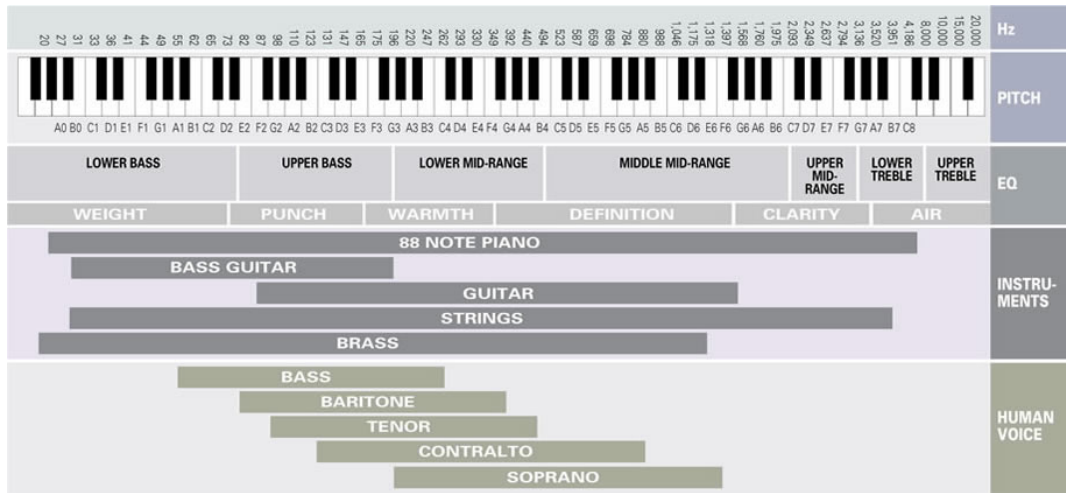 20 27 31 33 36 41 44 49 55 62 65 73 82 87 98 110 123 131 147 165 175 196 220 247 262 293 330 349 392 440 494 523 587 659 698 784 880 988 1,046 1,175 1,318 1,397 1,568 1,760 1,975 2,093 2,349 2,637 2,794 3,136 3,520 3,951 4,186 8,000 10,000 15,000 20,000 Hz
PITCH
A0 B0 C1 D1 E1 F1 G1 A1 B1 C2 D2 E2 F2 G2 A2 B2 C3 D3 E3 F3 G3 A3 B3 C4 D4 E4 F4 G4 A4 B4 C5 D5 E5 F5 G5 A5 B5 C6 D6 E6 F6 G6 A6 B6 C7 D7 E7 F7 G7 A7 B7 C8
LOWER BASS UPPER BASS LOWER MID-RANGE MIDDLE MID-RANGE UPPER MID-RANGE LOWER TREBLE UPPER TREBLE
EQ
WEIGHT PUNCH WARMTH DEFINITION CLARITY AIR
88 NOTE PIANO
BASS GUITAR
GUITAR
STRINGS
BRASS
INSTRU-
MENTS
BASS
BARITONE
TENOR
CONTRALTO
SOPRANO
HUMAN
VOICE